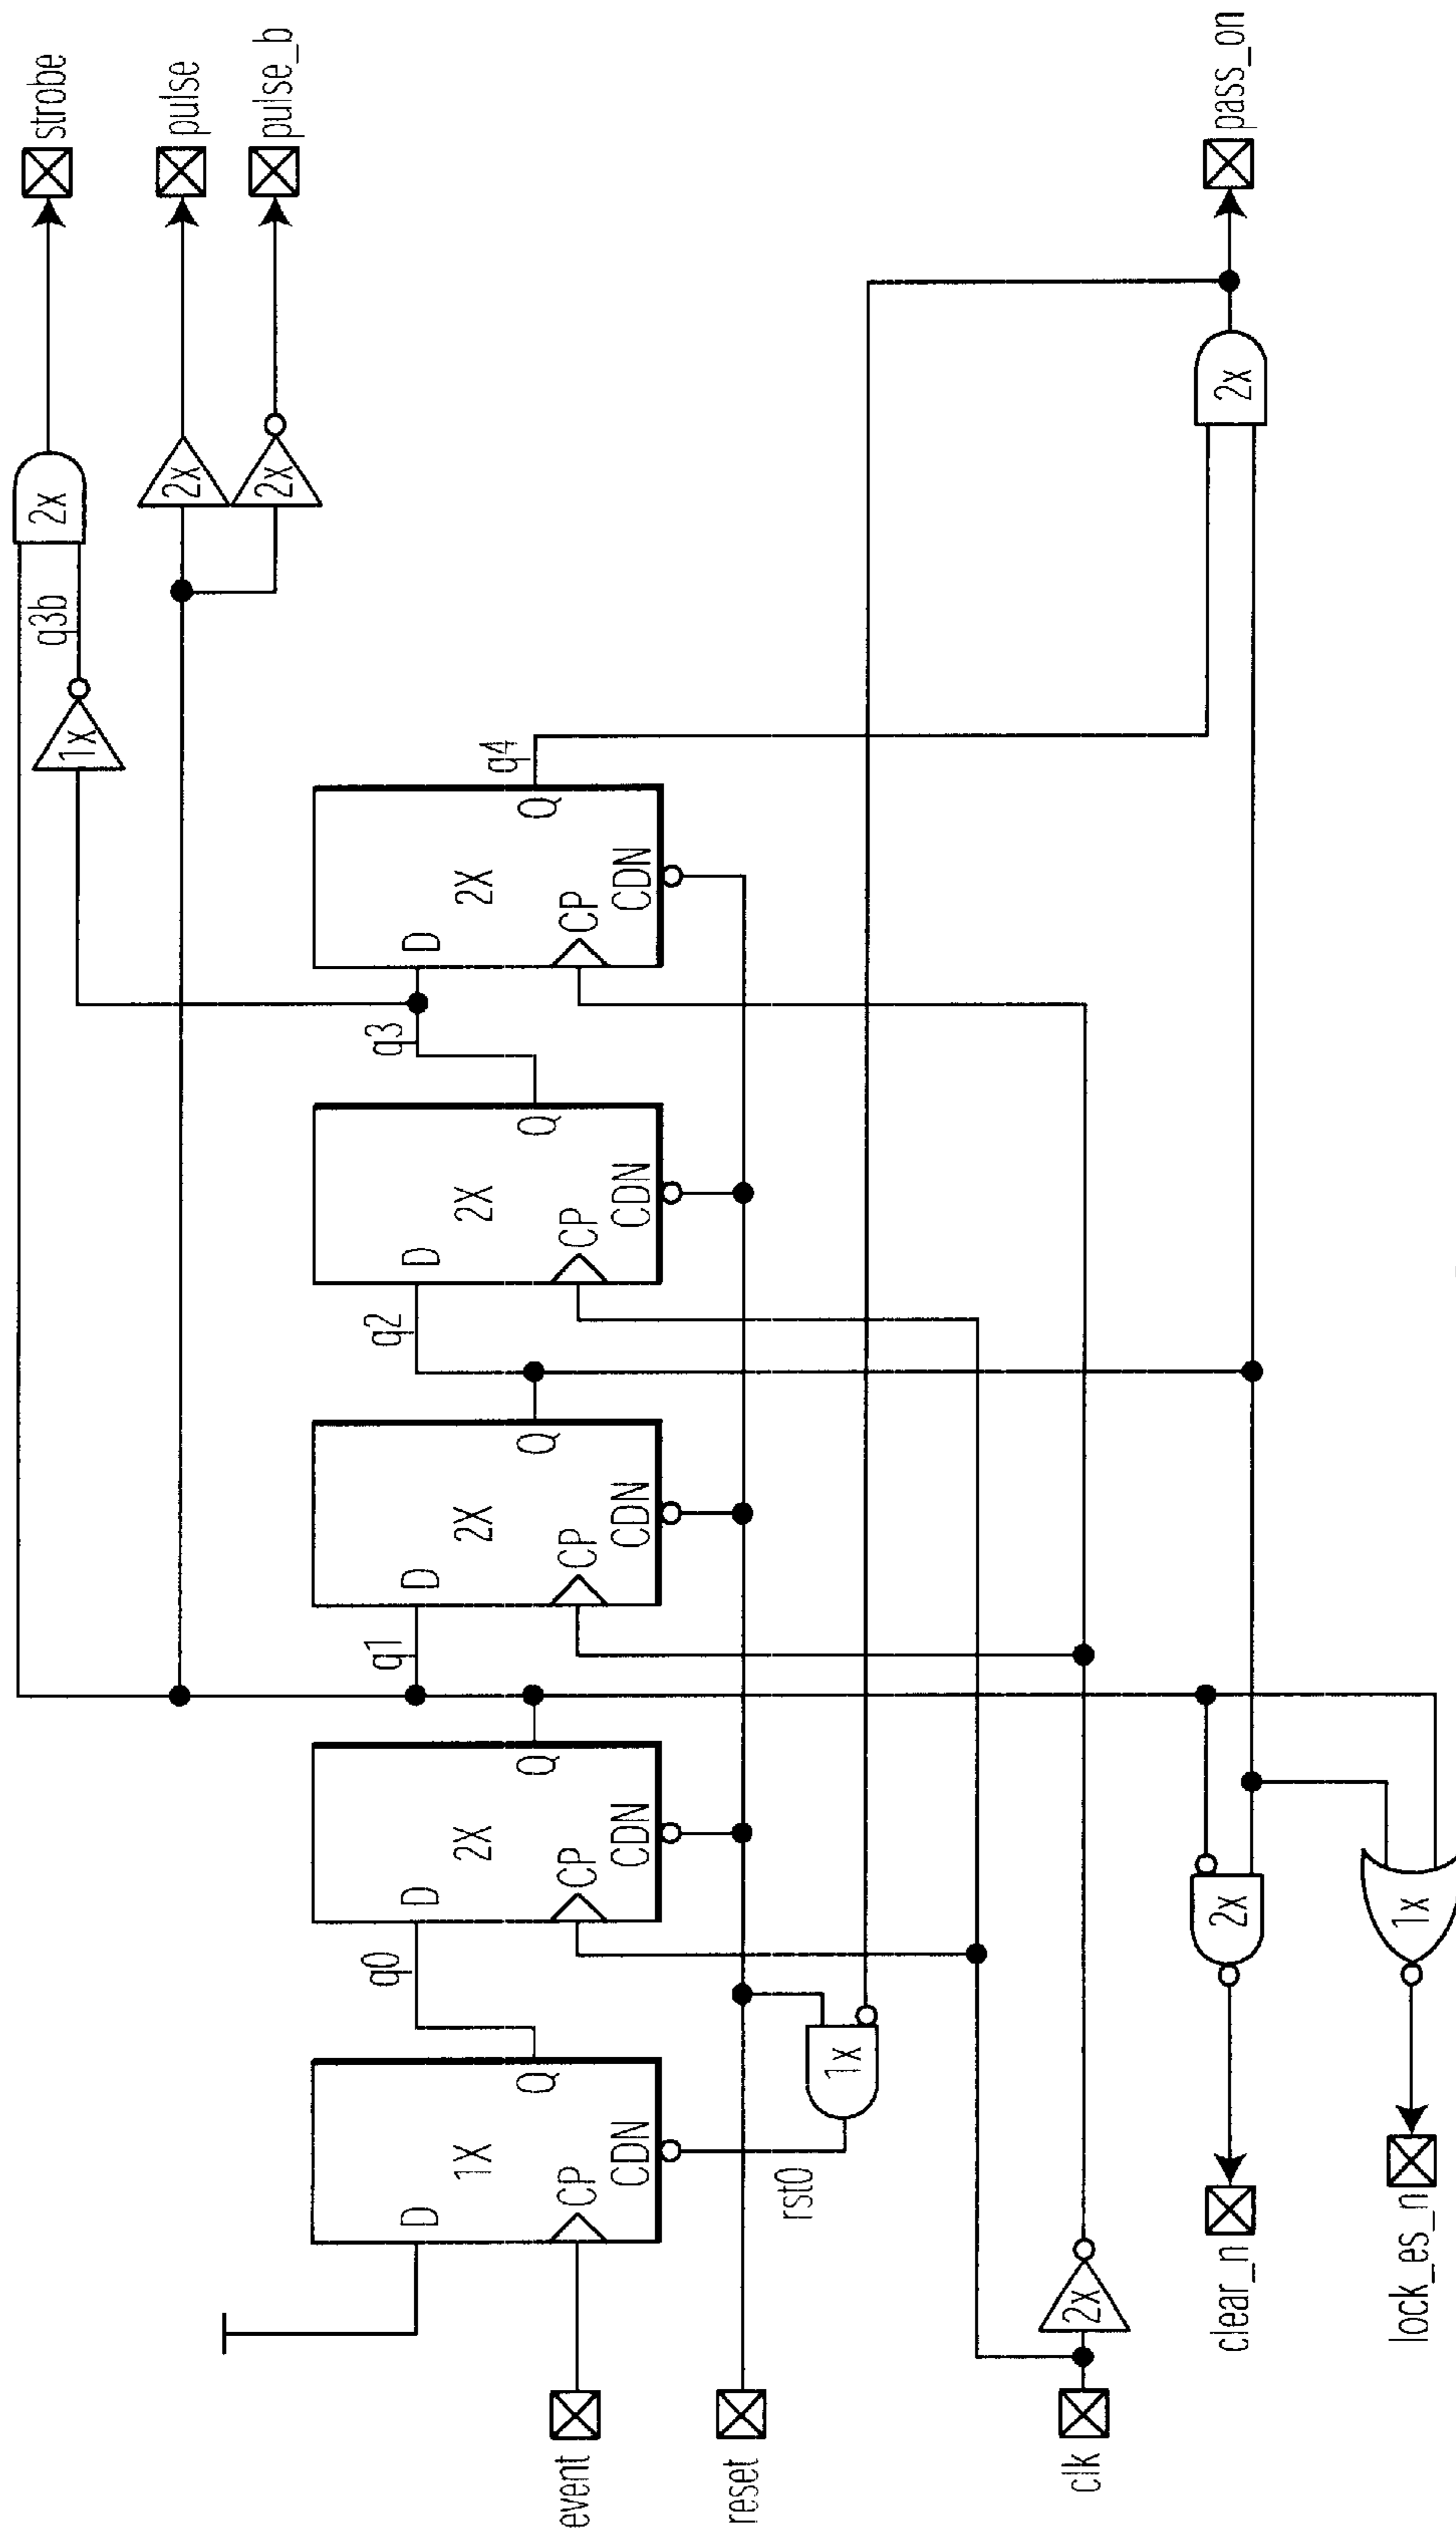 strobe
pulse
pulse_b
pass_on
2x
q3b
1x
2x
2x
2x
q4
D
Q
2X
CP
CDN
q3
D
Q
2X
CP
CDN
q2
D
Q
2X
CP
CDN
q1
D
Q
2X
CP
CDN
q0
D
Q
1X
CP
CDN
rst0
1x
2x
2x
1x
event
reset
clk
clear_n
lock_es_n